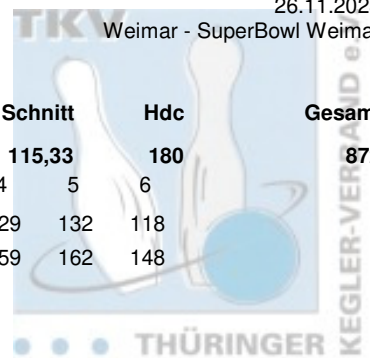 26.11.202
TKV
Weimar - SuperBowl Weima
Schnitt Hdc Gesam
115,33 180 87
4 5 6
29 132 118
59 162 148
THÜRINGER
KEGLER-VERBAND e.V.